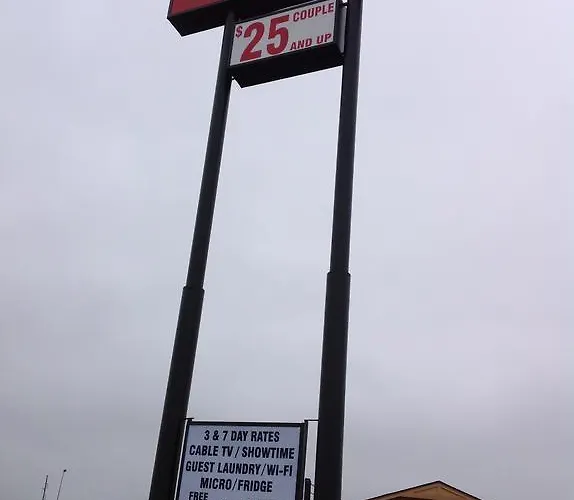 $25 COUPLE
AND UP
3 & 7 DAY RATES
CABLE TV / SHOWTIME
GUEST LAUNDRY/WI-FI
MICRO/FRIDGE
FREE